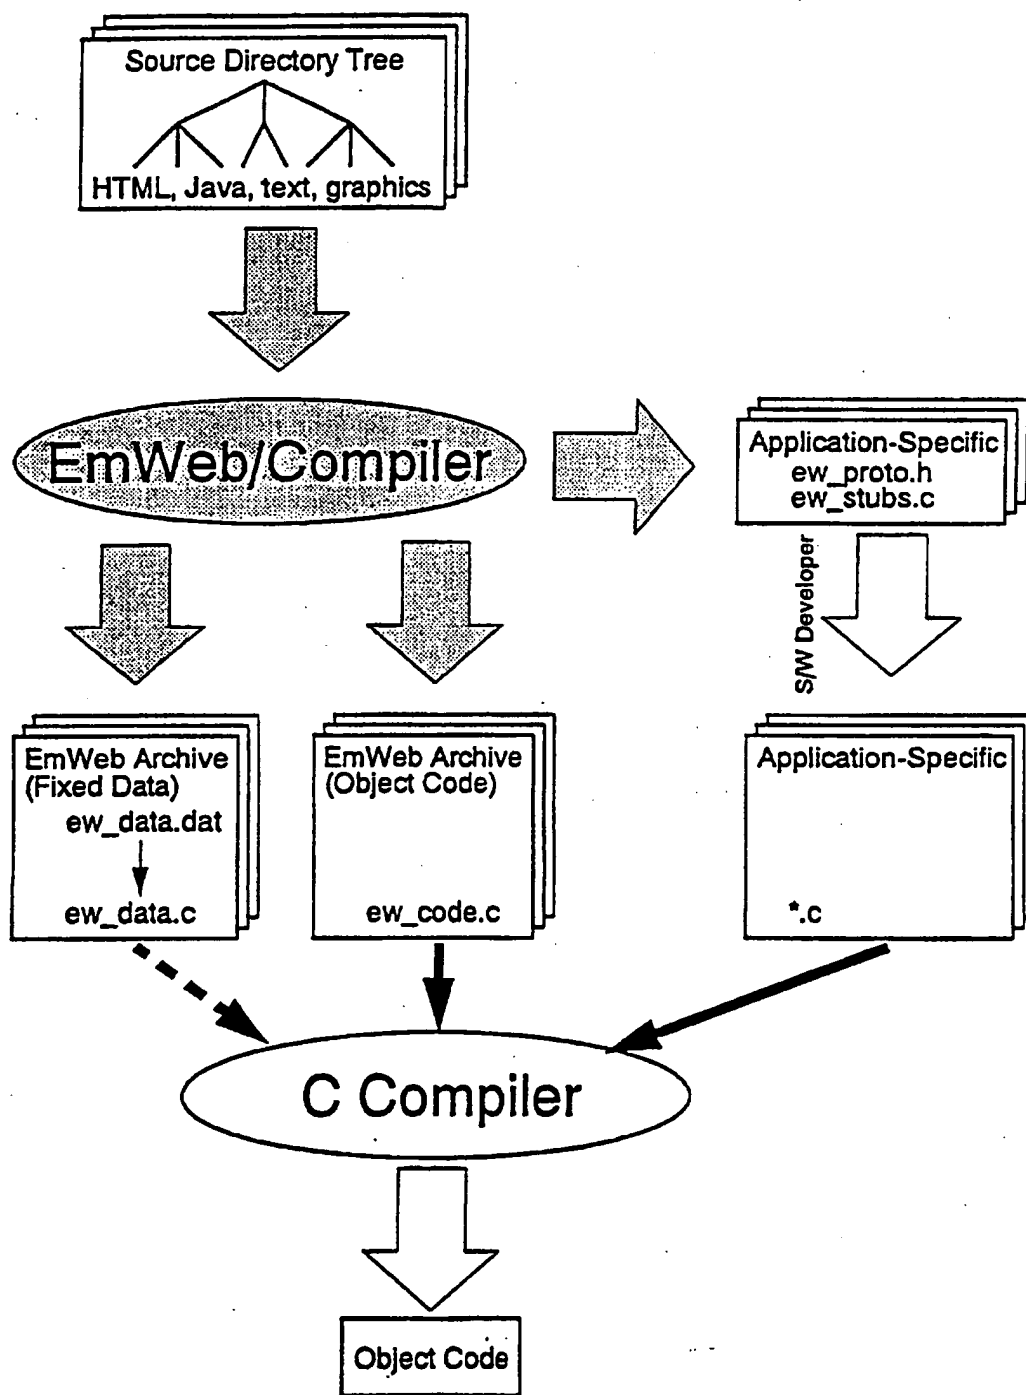 Source Directory Tree
HTML, Java, text, graphics
EmWeb/Compiler
Application-Specific
ew_proto.h
ew_stubs.c
S/W Developer
EmWeb Archive
(Fixed Data)
ew_data.dat
ew_data.c
EmWeb Archive
(Object Code)
ew_code.c
Application-Specific
*.c
C Compiler
Object Code